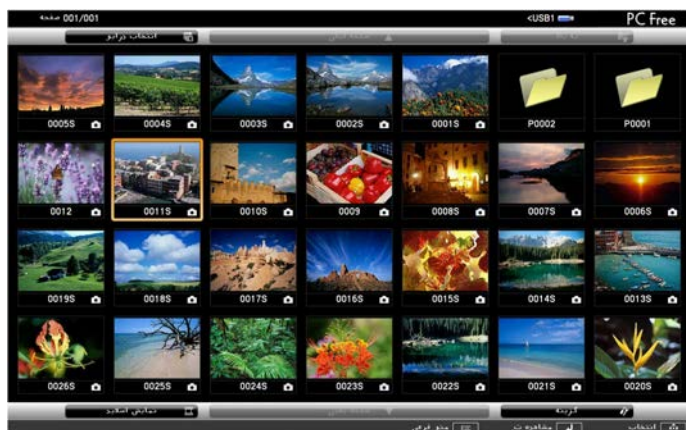 PC Free
<USB1
صفحه 001/001
انتخاب درایو
P0001
P0002
0001S
0002S
0003S
0004S
0005S
0006S
0007S
0008S
0009
0010S
0011S
0012
0013S
0014S
0015S
0016S
0017S
0018S
0019S
0020S
0021S
0022S
0023S
0024S
0025S
0026S
گزینه
نمایش اسلاید
انتخاب